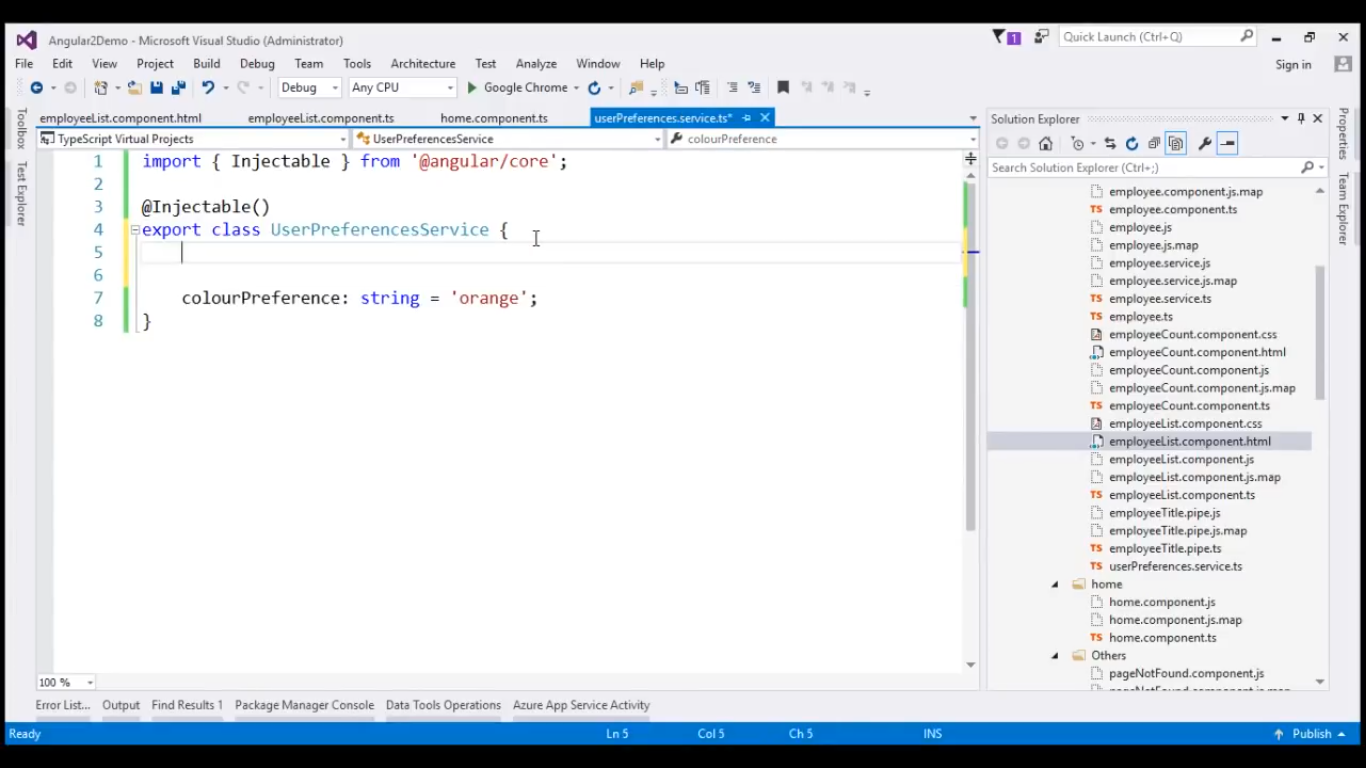 Angular2Demo - Microsoft Visual Studio (Administrator)
1
Quick Launch (Ctrl+Q)
File Edit View Project Build Debug Team Tools Architecture Test Analyze Window Help
Sign in
Debug Any CPU Google Chrome
Toolbox
Test Explorer
employeeList.component.html employeeList.component.ts home.component.ts userPreferences.service.ts*
TypeScript Virtual Projects UserPreferencesService colourPreference
1 import { Injectable } from '@angular/core';
2
3 @Injectable()
4 export class UserPreferencesService {
5
6
7 colourPreference: string = 'orange';
8 }
Solution Explorer
Search Solution Explorer (Ctrl+;)
employee.component.js.map
TS employee.component.ts
employee.js
employee.js.map
employee.service.js
employee.service.js.map
TS employee.service.ts
TS employee.ts
employeeCount.component.css
employeeCount.component.html
employeeCount.component.js
employeeCount.component.js.map
TS employeeCount.component.ts
employeeList.component.css
employeeList.component.html
employeeList.component.js
employeeList.component.js.map
TS employeeList.component.ts
employeeTitle.pipe.js
employeeTitle.pipe.js.map
TS employeeTitle.pipe.ts
TS userPreferences.service.ts
home
home.component.js
home.component.js.map
TS home.component.ts
Others
pageNotFound.component.js
Properties
Team Explorer
100 %
Error List... Output Find Results 1 Package Manager Console Data Tools Operations Azure App Service Activity
Ready Ln 5 Col 5 Ch 5 INS Publish